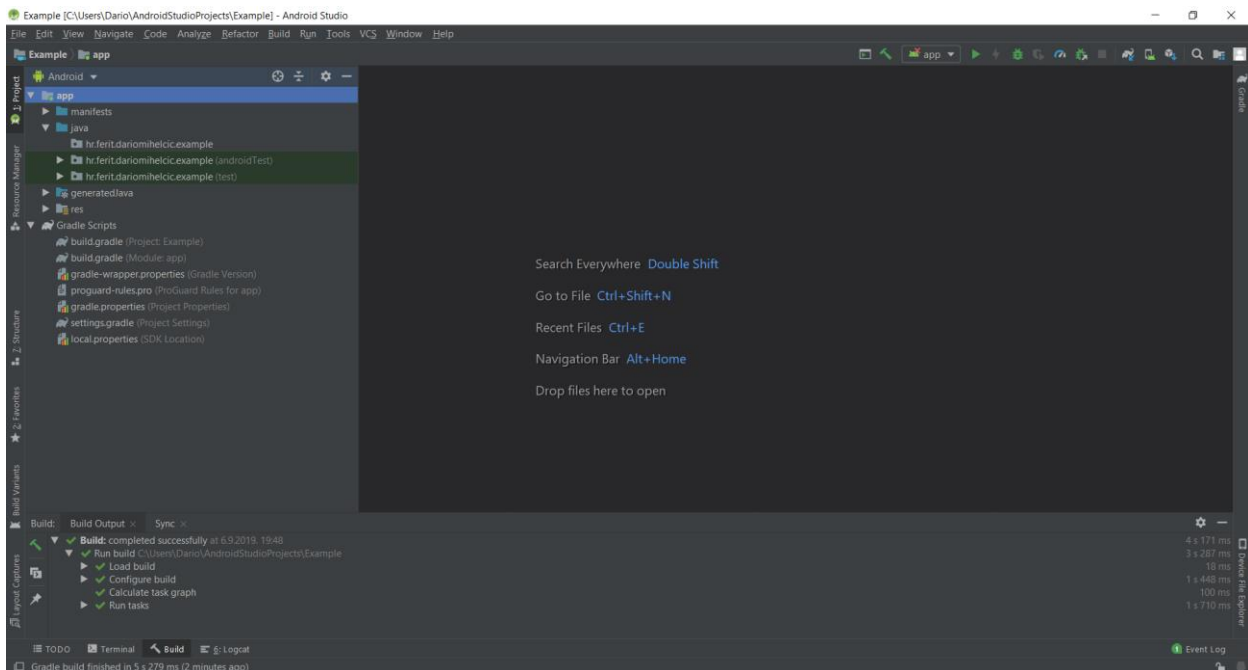 Example [C:\Users\Dario\AndroidStudioProjects\Example] - Android Studio
File Edit View Navigate Code Analyze Refactor Build Run Tools VCS Window Help
Example app
app
Android
1: Project
Resource Manager
Z: Structure
2: Favorites
Build Variants
Layout Captures
app
manifests
java
hr.ferit.dariomihelcic.example
hr.ferit.dariomihelcic.example (androidTest)
hr.ferit.dariomihelcic.example (test)
generatedJava
res
Gradle Scripts
build.gradle (Project: Example)
build.gradle (Module: app)
gradle-wrapper.properties (Gradle Version)
proguard-rules.pro (ProGuard Rules for app)
gradle.properties (Project Properties)
settings.gradle (Project Settings)
local.properties (SDK Location)
Search Everywhere Double Shift
Go to File Ctrl+Shift+N
Recent Files Ctrl+E
Navigation Bar Alt+Home
Drop files here to open
Gradle
Device File Explorer
Build: Build Output Sync
Build: completed successfully at 6.9.2019. 19:48 4 s 171 ms
Run build C:\Users\Dario\AndroidStudioProjects\Example 3 s 287 ms
Load build 18 ms
Configure build 1 s 448 ms
Calculate task graph 100 ms
Run tasks 1 s 710 ms
TODO Terminal Build 6: Logcat 1 Event Log
Gradle build finished in 5 s 279 ms (2 minutes ago)